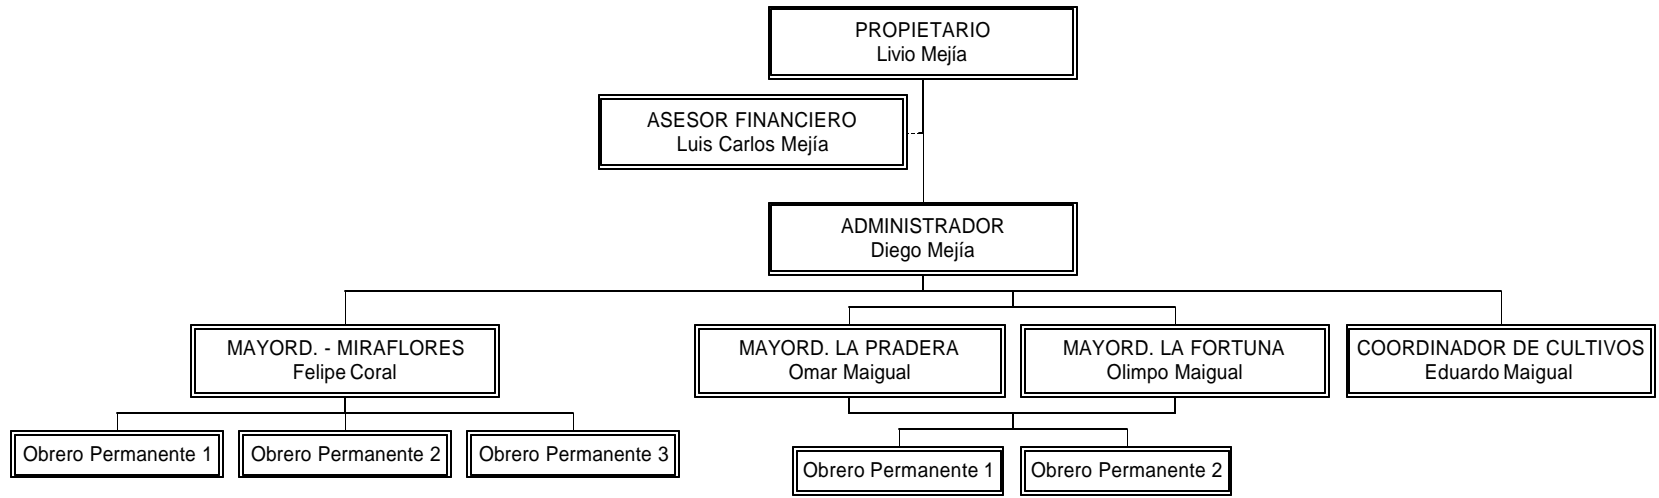 PROPIETARIO
Livio Mejía
ASESOR FINANCIERO
Luis Carlos Mejía
ADMINISTRADOR
Diego Mejía
MAYORD. - MIRAFLORES
Felipe Coral
MAYORD. LA PRADERA
Omar Maigual
MAYORD. LA FORTUNA
Olimpo Maigual
COORDINADOR DE CULTIVOS
Eduardo Maigual
Obrero Permanente 1
Obrero Permanente 2
Obrero Permanente 3
Obrero Permanente 1
Obrero Permanente 2